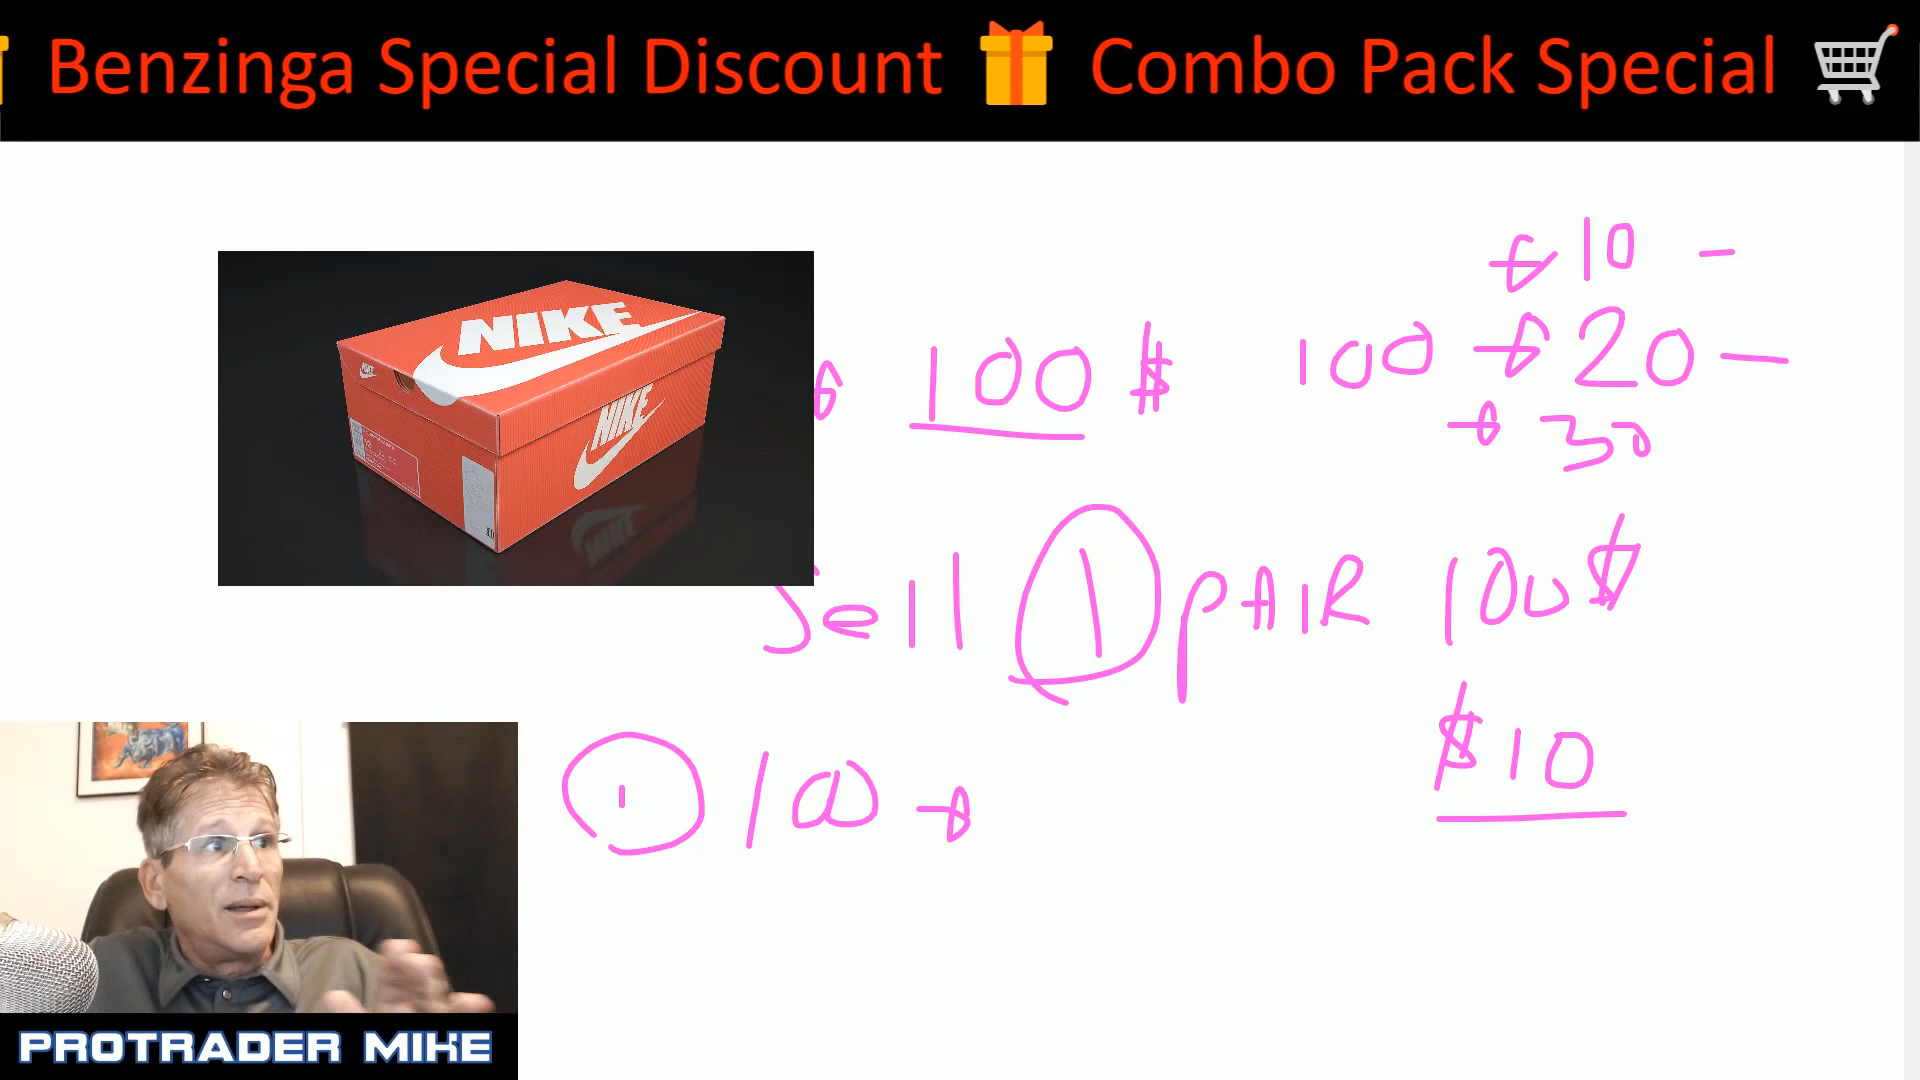 Benzinga Special Discount 🎁 Combo Pack Special 🛒
10 -
100 $ 100 20 —
30
NIKE
NIKE
Sell 1 PAIR 100$
$10
1 100
PROTRADER MIKE